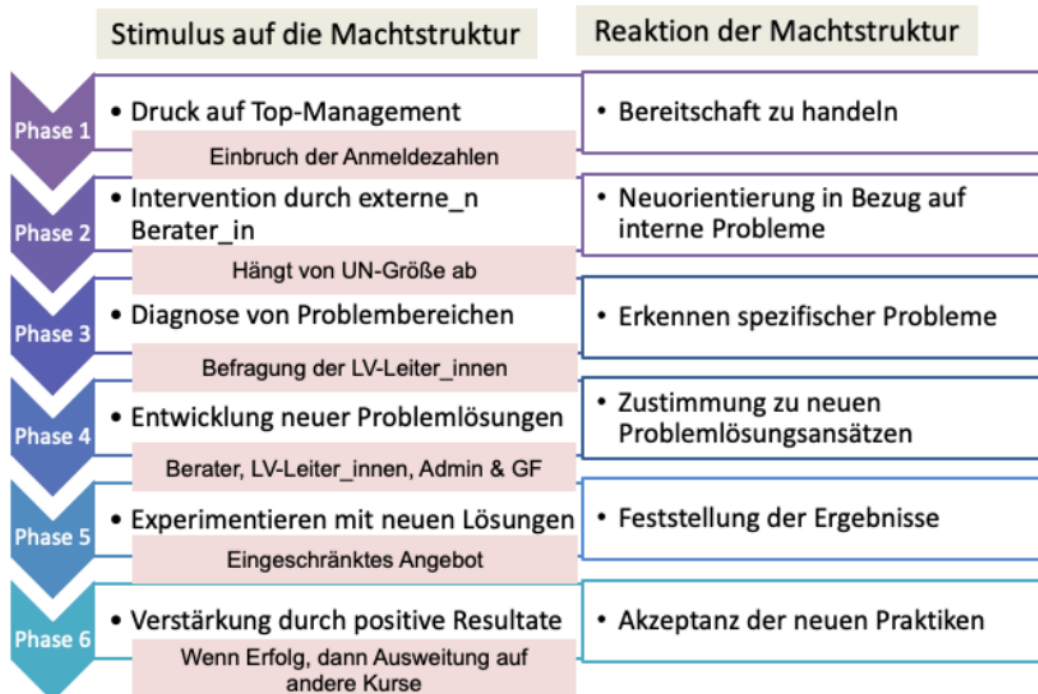 Stimulus auf die Machtstruktur
Reaktion der Machtstruktur
Phase 1
• Druck auf Top-Management
Einbruch der Anmeldezahlen
• Bereitschaft zu handeln
Phase 2
• Intervention durch externe_n
Berater_in
Hängt von UN-Größe ab
• Neuorientierung in Bezug auf
interne Probleme
Phase 3
• Diagnose von Problembereichen
Befragung der LV-Leiter_innen
• Erkennen spezifischer Probleme
Phase 4
• Entwicklung neuer Problemlösungen
Berater, LV-Leiter_innen, Admin & GF
• Zustimmung zu neuen
Problemlösungsansätzen
Phase 5
• Experimentieren mit neuen Lösungen
Eingeschränktes Angebot
• Feststellung der Ergebnisse
Phase 6
• Verstärkung durch positive Resultate
Wenn Erfolg, dann Ausweitung auf
andere Kurse
• Akzeptanz der neuen Praktiken